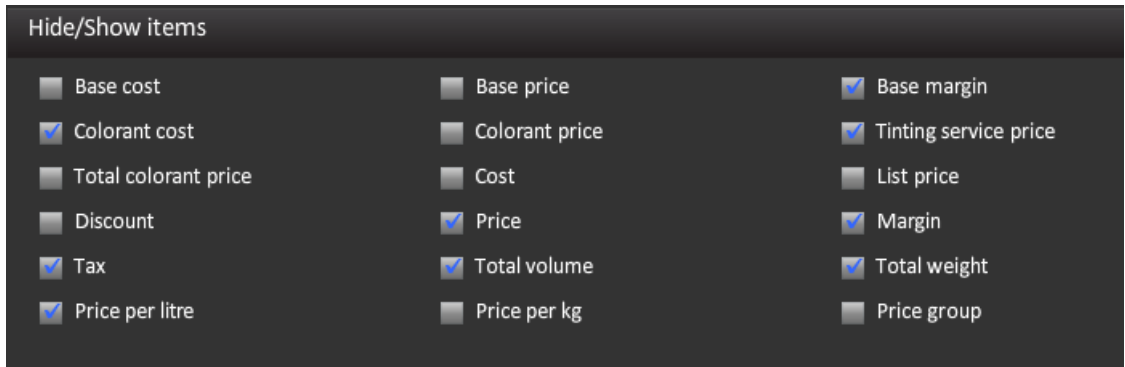 Hide/Show items
Base cost Base price Base margin
Colorant cost Colorant price Tinting service price
Total colorant price Cost List price
Discount Price Margin
Tax Total volume Total weight
Price per litre Price per kg Price group